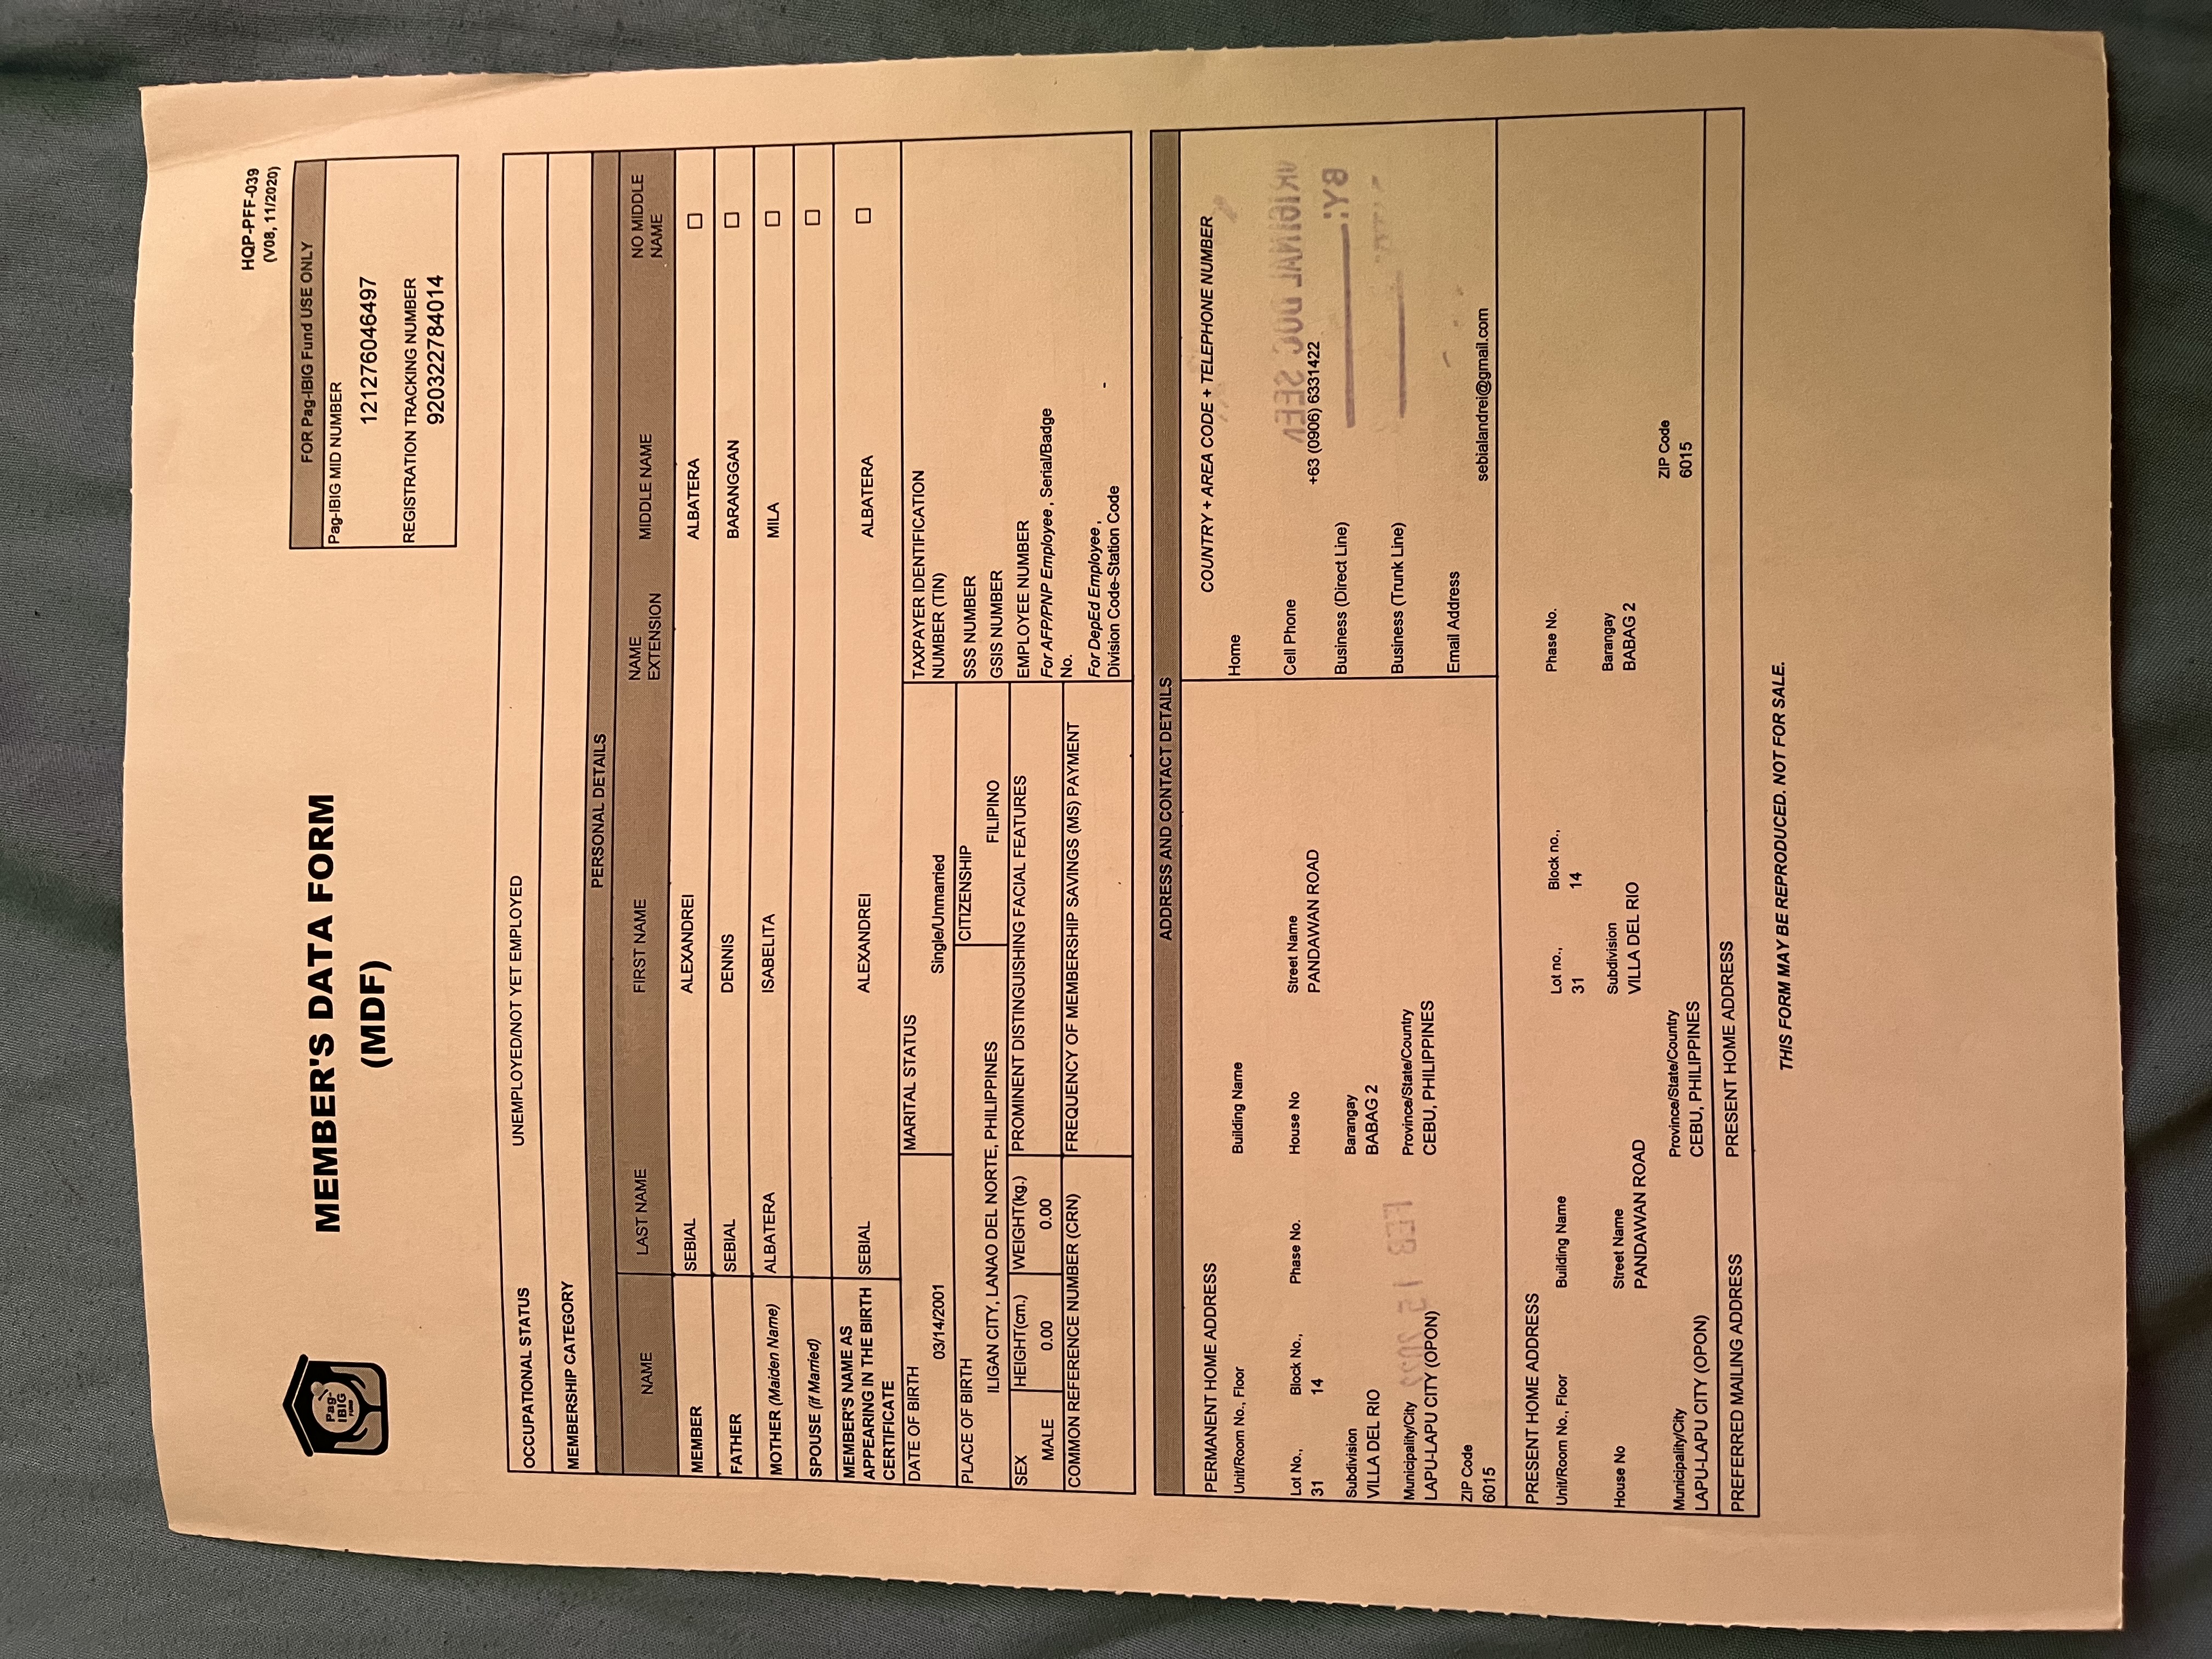 HQP-PFF-039
(V08, 11/2020)
Pag-IBIG
FUND
MEMBER'S DATA FORM
(MDF)
FOR Pag-IBIG Fund USE ONLY
Pag-IBIG MID NUMBER
121276046497
REGISTRATION TRACKING NUMBER
920322784014
OCCUPATIONAL STATUS UNEMPLOYED/NOT YET EMPLOYED
MEMBERSHIP CATEGORY
PERSONAL DETAILS
NAME LAST NAME FIRST NAME NAME EXTENSION MIDDLE NAME NO MIDDLE NAME
MEMBER SEBIAL ALEXANDREI ALBATERA
FATHER SEBIAL DENNIS BARANGGAN
MOTHER (Maiden Name) ALBATERA ISABELITA MILA
SPOUSE (if Married)
MEMBER'S NAME AS APPEARING IN THE BIRTH CERTIFICATE SEBIAL ALEXANDREI ALBATERA
DATE OF BIRTH
03/14/2001
MARITAL STATUS
Single/Unmarried
TAXPAYER IDENTIFICATION NUMBER (TIN)
PLACE OF BIRTH
ILIGAN CITY, LANAO DEL NORTE, PHILIPPINES
CITIZENSHIP
FILIPINO
SSS NUMBER
GSIS NUMBER
SEX
MALE
HEIGHT(cm.)
0.00
WEIGHT(kg.)
0.00
PROMINENT DISTINGUISHING FACIAL FEATURES
EMPLOYEE NUMBER
For AFP/PNP Employee, Serial/Badge No.
COMMON REFERENCE NUMBER (CRN)
FREQUENCY OF MEMBERSHIP SAVINGS (MS) PAYMENT
For DepEd Employee,
Division Code-Station Code -
ADDRESS AND CONTACT DETAILS
PERMANENT HOME ADDRESS
Unit/Room No., Floor Building Name
Lot No., Block No., Phase No. House No Street Name
31 14 PANDAWAN ROAD
Subdivision Barangay
VILLA DEL RIO BABAG 2
Municipality/City Province/State/Country
LAPU-LAPU CITY (OPON) CEBU, PHILIPPINES
ZIP Code
6015
FEB 15 2022
COUNTRY + AREA CODE + TELEPHONE NUMBER
Home
Cell Phone +63 (0906) 6331422
Business (Direct Line)
Business (Trunk Line)
Email Address sebialandrei@gmail.com
ORIGINAL DOC SEEN
BY:
PRESENT HOME ADDRESS
Unit/Room No., Floor Building Name Lot no., Block no., Phase No.
31 14
House No Street Name Subdivision Barangay
PANDAWAN ROAD VILLA DEL RIO BABAG 2
Municipality/City Province/State/Country ZIP Code
LAPU-LAPU CITY (OPON) CEBU, PHILIPPINES 6015
PREFERRED MAILING ADDRESS PRESENT HOME ADDRESS
THIS FORM MAY BE REPRODUCED. NOT FOR SALE.